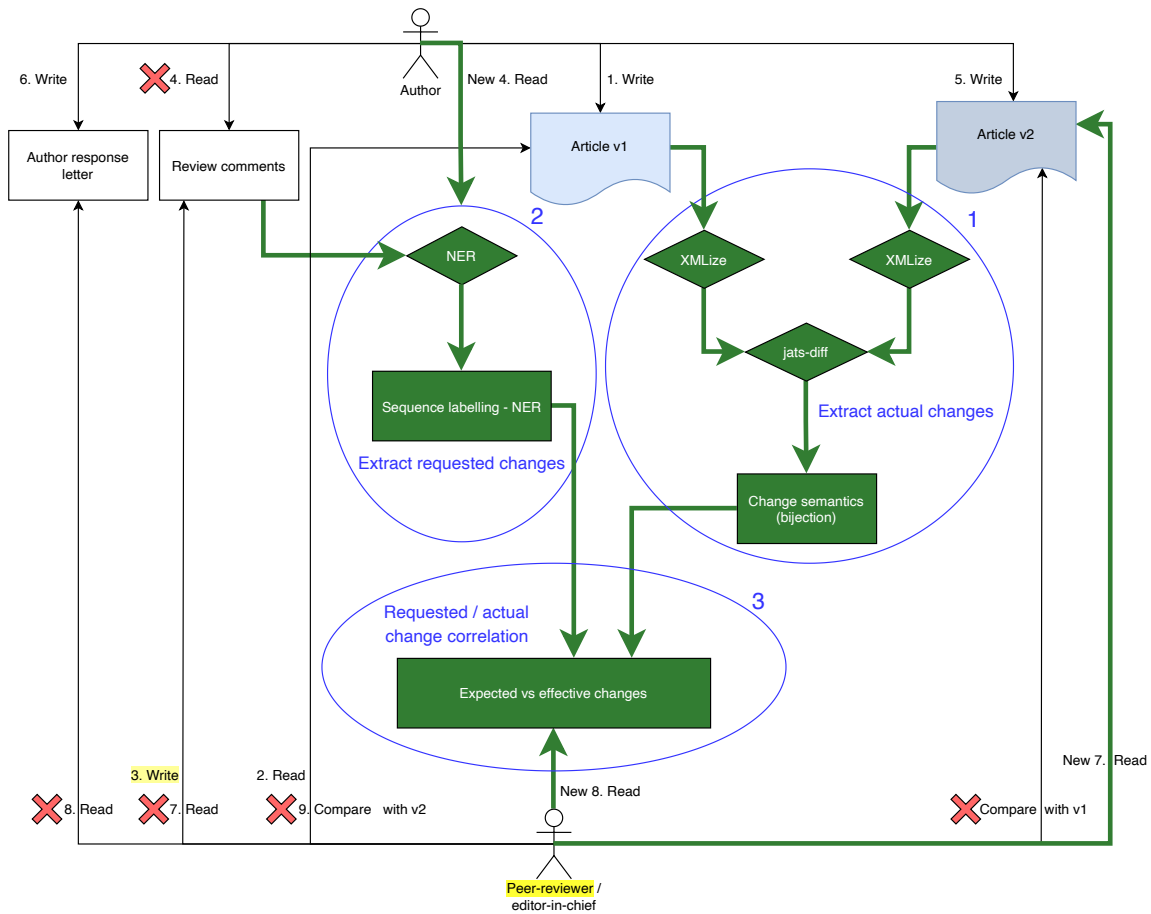 Author
6. Write
4. Read
New 4. Read
1. Write
5. Write
Author response
letter
Review comments
Article v1
Article v2
2
1
NER
XMLize
XMLize
jats-diff
Sequence labelling - NER
Extract actual changes
Extract requested changes
Change semantics
(bijection)
3
Requested / actual
change correlation
Expected vs effective changes
New 7. Read
3. Write
2. Read
New 8. Read
8. Read
7. Read
9. Compare with v2
Compare with v1
Peer-reviewer /
editor-in-chief